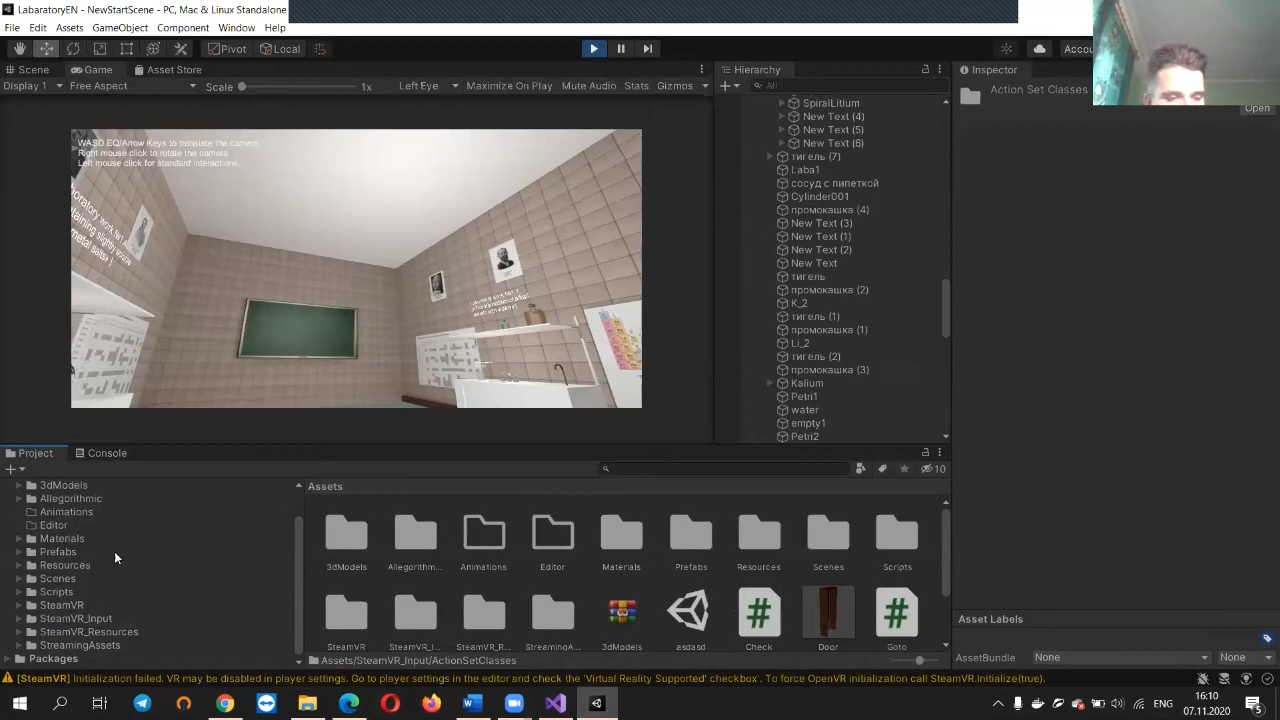 LabaratoryEN - NewStartScene - PC, Mac & Linux Standalone
File Edit Assets GameObject Component Window Help
Pivot Local Accou
Scene Game Asset Store Hierarchy Inspector
Display 1 Free Aspect Scale 1x Left Eye Maximize On Play Mute Audio Stats Gizmos All
Action Set Classes
Open
WASD EQ/Arrow Keys to translate the camera
Right mouse click to rotate the camera
Left mouse click for standard interactions.
SpiralLitium
New Text (4)
New Text (5)
New Text (6)
тигель (7)
Laba1
сосуд с пипеткой
Cylinder001
промокашка (4)
New Text (3)
New Text (1)
New Text (2)
New Text
тигель
промокашка (2)
K_2
тигель (1)
промокашка (1)
Li_2
тигель (2)
промокашка (3)
Kalium
Petri1
water
empty1
Petri2
Project Console
10
3dModels
Allegorithmic
Animations
Editor
Materials
Prefabs
Resources
Scenes
Scripts
SteamVR
SteamVR_Input
SteamVR_Resources
StreamingAssets
Packages
Assets
3dModels Allegorithm... Animations Editor Materials Prefabs Resources Scenes Scripts
SteamVR SteamVR_I... SteamVR_R... StreamingA... 3dModels asdasd Check Door Goto
Assets/SteamVR_Input/ActionSetClasses
Asset Labels
AssetBundle None None
[SteamVR] Initialization failed. VR may be disabled in player settings. Go to player settings in the editor and check the 'Virtual Reality Supported' checkbox'. To force OpenVR initialization call SteamVR.Initialize(true).
ENG
16:10
07.11.2020
5